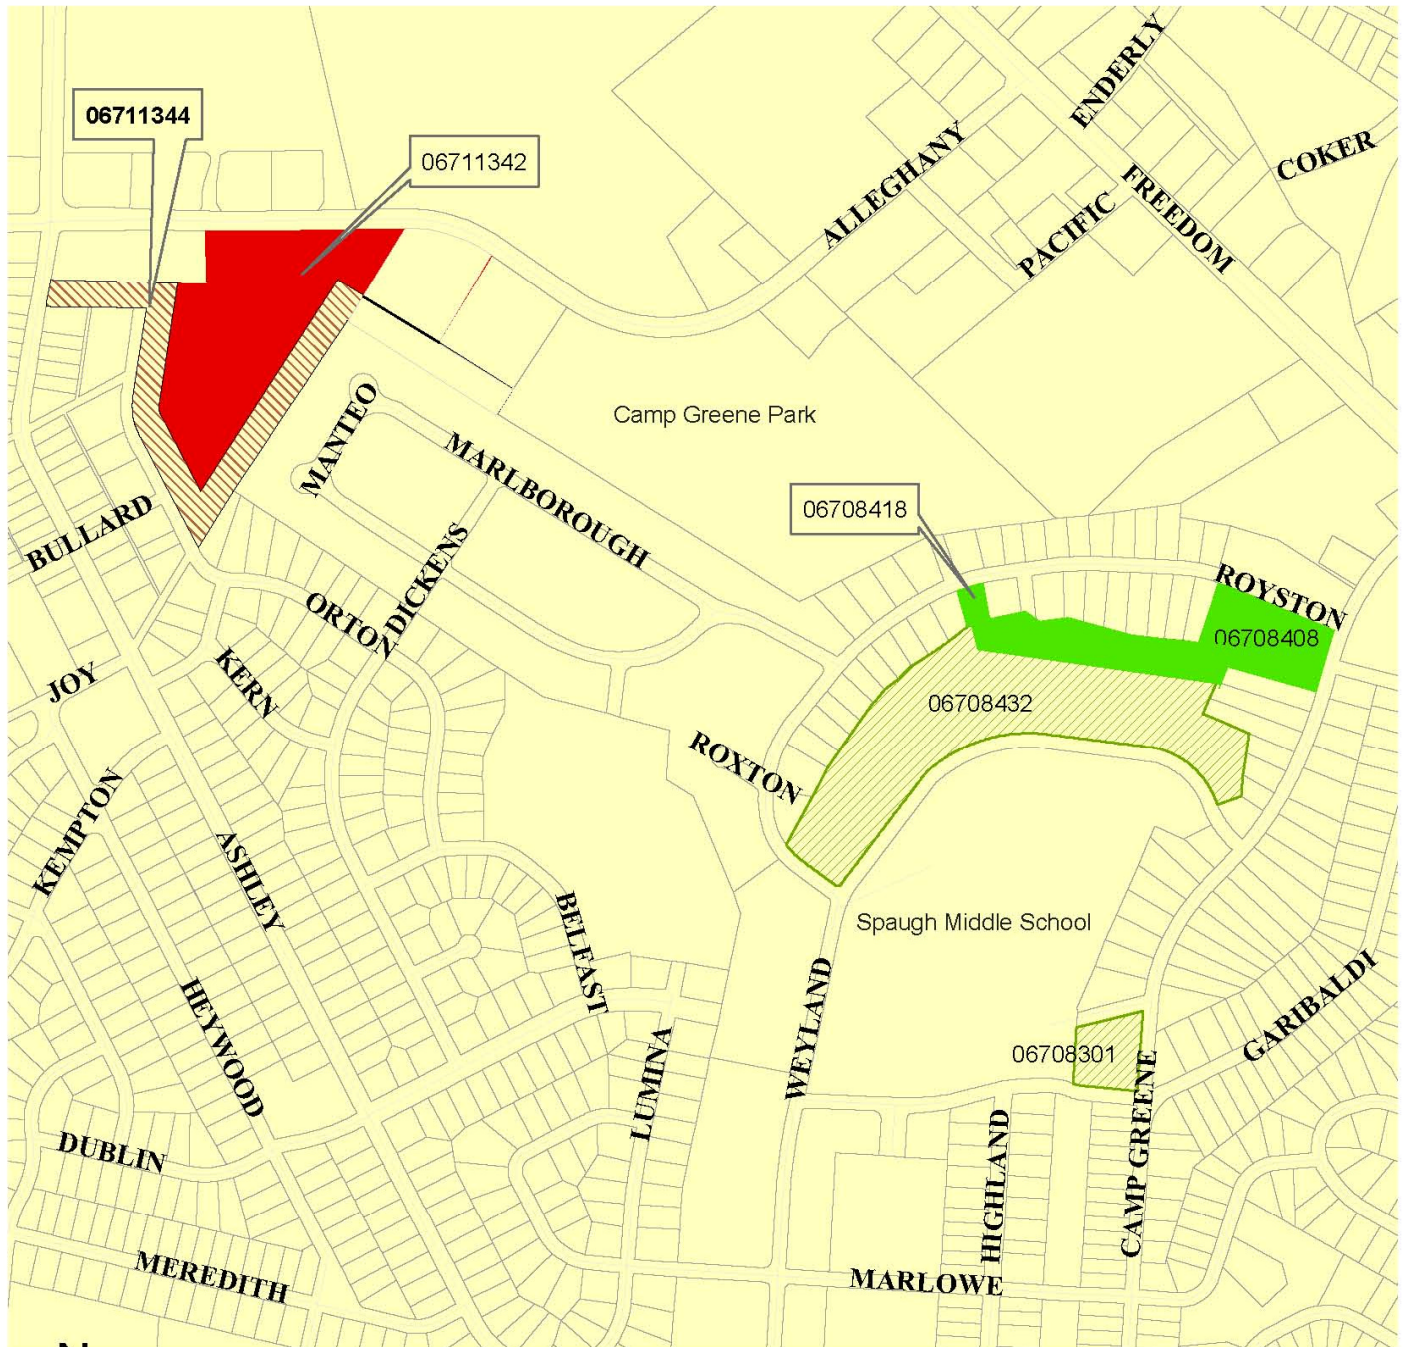 ENDERLY
06711344
06711342
COKER
ALLEGHANY
FREEDOM
PACIFIC
Camp Greene Park
MANTEO
MARLBOROUGH
06708418
BULLARD
DICKENS
ORTON
ROYSTON
06708408
KERN
JOY
06708432
ROXTON
KEMPTON
ASHLEY
BELFAST
Spaugh Middle School
WEYLAND
GARIBALDI
HEYWOOD
LUMINA
06708301
CAMP GREENE
HIGHLAND
DUBLIN
MEREDITH
MARLOWE